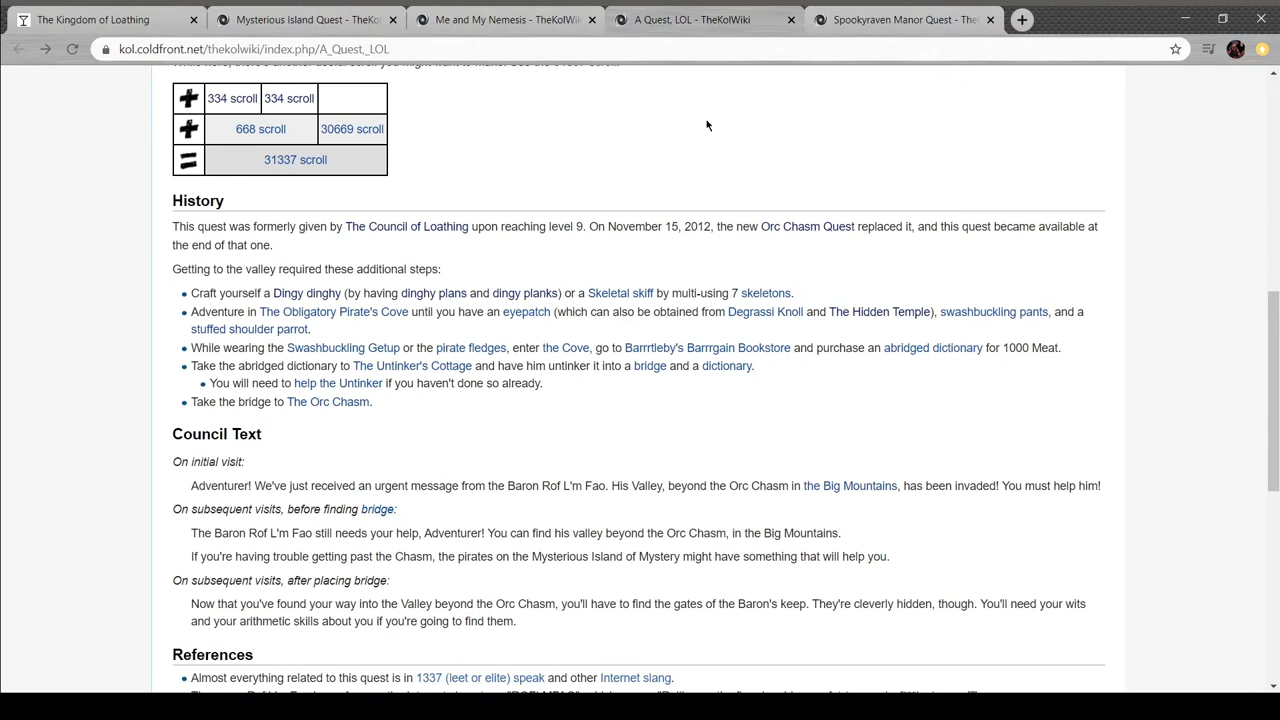 The Kingdom of Loathing
Mysterious Island Quest - TheKol
Me and My Nemesis - TheKolWi
A Quest, LOL - TheKolWiki
Spookyraven Manor Quest - The
kol.coldfront.net/thekolwiki/index.php/A_Quest,_LOL
+ 334 scroll 334 scroll
+ 668 scroll 30669 scroll
= 31337 scroll
History
This quest was formerly given by The Council of Loathing upon reaching level 9. On November 15, 2012, the new Orc Chasm Quest replaced it, and this quest became available at
the end of that one.
Getting to the valley required these additional steps:
• Craft yourself a Dingy dinghy (by having dinghy plans and dingy planks) or a Skeletal skiff by multi-using 7 skeletons.
• Adventure in The Obligatory Pirate's Cove until you have an eyepatch (which can also be obtained from Degrassi Knoll and The Hidden Temple), swashbuckling pants, and a
stuffed shoulder parrot.
• While wearing the Swashbuckling Getup or the pirate fledges, enter the Cove, go to Barrrtleby's Barrrgain Bookstore and purchase an abridged dictionary for 1000 Meat.
• Take the abridged dictionary to The Untinker's Cottage and have him untinker it into a bridge and a dictionary.
• You will need to help the Untinker if you haven't done so already.
• Take the bridge to The Orc Chasm.
Council Text
On initial visit:
Adventurer! We've just received an urgent message from the Baron Rof L'm Fao. His Valley, beyond the Orc Chasm in the Big Mountains, has been invaded! You must help him!
On subsequent visits, before finding bridge:
The Baron Rof L'm Fao still needs your help, Adventurer! You can find his valley beyond the Orc Chasm, in the Big Mountains.
If you're having trouble getting past the Chasm, the pirates on the Mysterious Island of Mystery might have something that will help you.
On subsequent visits, after placing bridge:
Now that you've found your way into the Valley beyond the Orc Chasm, you'll have to find the gates of the Baron's keep. They're cleverly hidden, though. You'll need your wits
and your arithmetic skills about you if you're going to find them.
References
• Almost everything related to this quest is in 1337 (leet or elite) speak and other Internet slang.